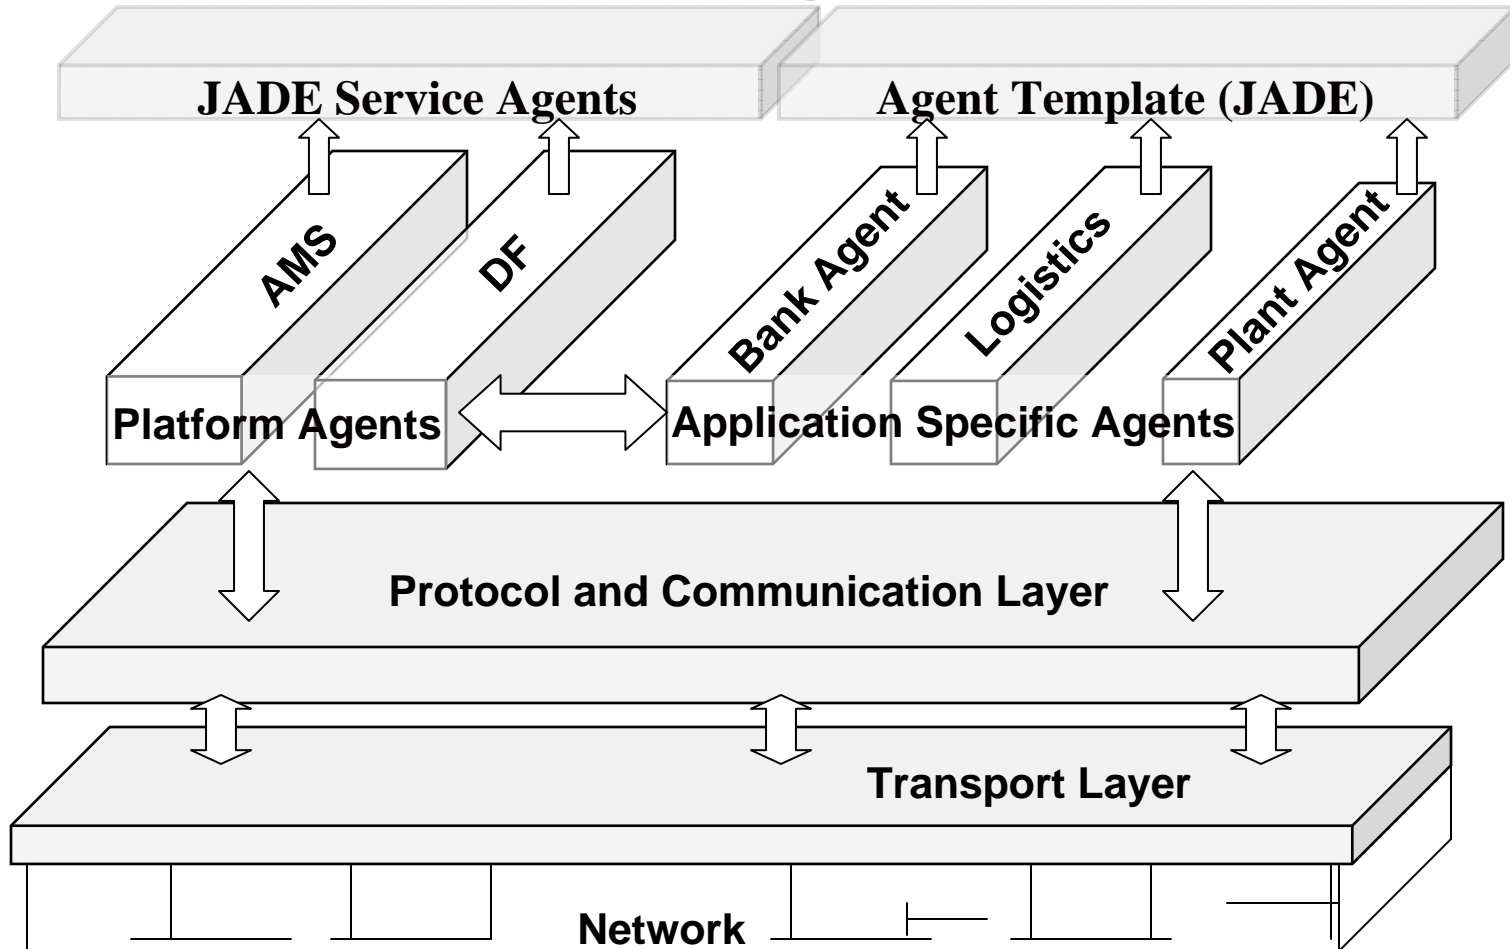 JADE Service Agents
Agent Template (JADE)
AMS
DF
Bank Agent
Logistics
Plant Agent
Platform Agents
Application Specific Agents
Protocol and Communication Layer
Transport Layer
Network